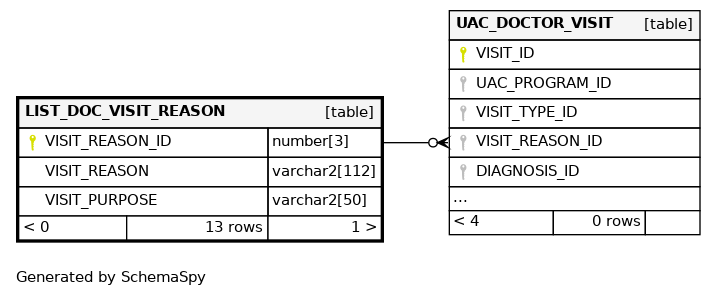 UAC_DOCTOR_VISIT [table]
VISIT_ID
UAC_PROGRAM_ID
VISIT_TYPE_ID
VISIT_REASON_ID
DIAGNOSIS_ID
...
< 4 0 rows
LIST_DOC_VISIT_REASON [table]
VISIT_REASON_ID number[3]
VISIT_REASON varchar2[112]
VISIT_PURPOSE varchar2[50]
< 0 13 rows 1 >
Generated by SchemaSpy